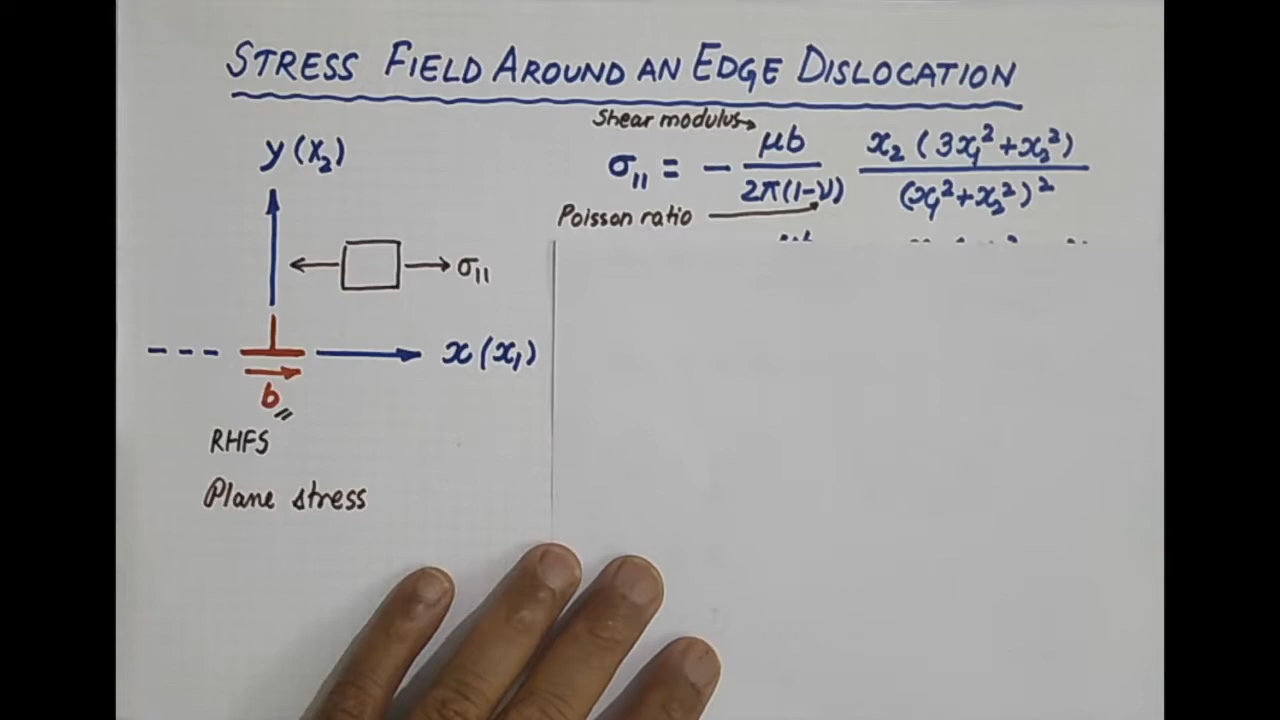 STRESS FIELD AROUND AN EDGE DISLOCATION
Shear modulus
σ₁₁ = - μb / 2π(1-ν) x₂ (3x₁²+x₂²) / (x₁²+x₂²)²
Poisson ratio
y (x₂)
σ₁₁
x (x₁)
b
RHFS
Plane stress